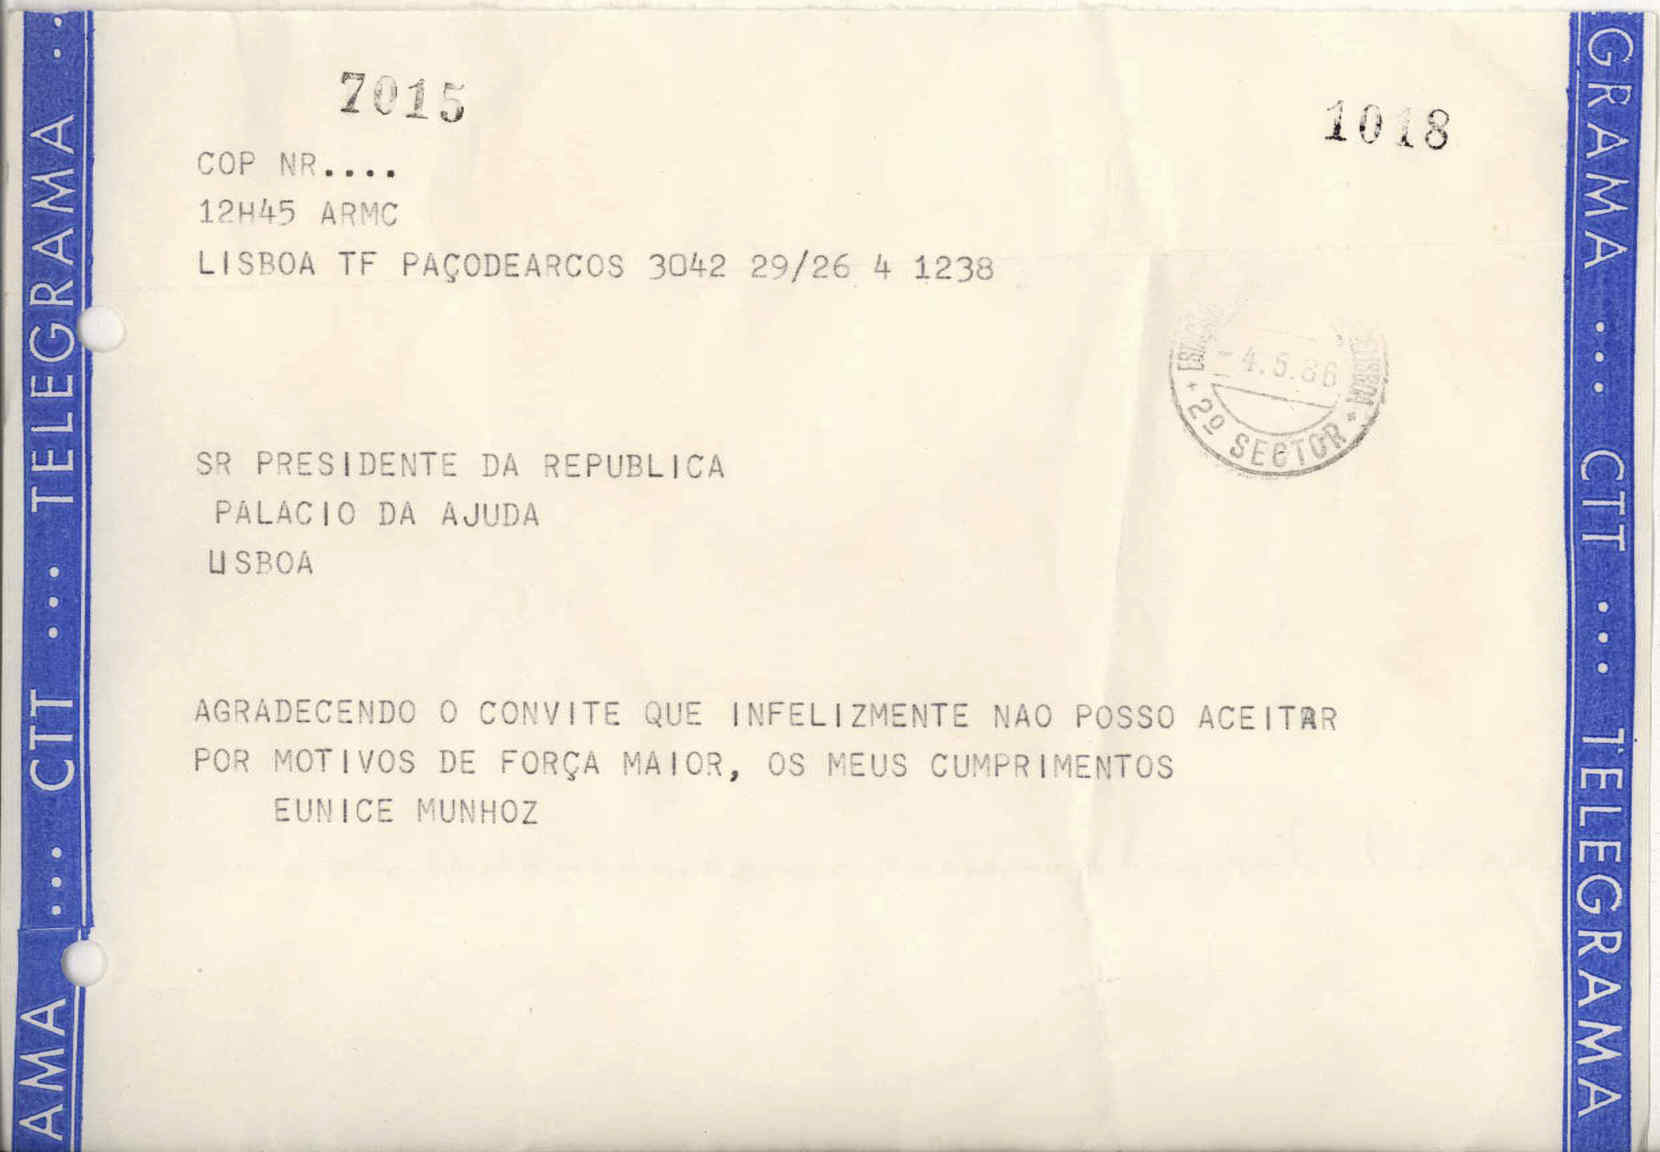 7015
1018
COP NR....
12H45 ARMC
LISBOA TF PAÇODEARCOS 3042 29/26 4 1238
-4.5.86
* 2º SECTOR *
SR PRESIDENTE DA REPUBLICA
PALACIO DA AJUDA
LISBOA
AGRADECENDO O CONVITE QUE INFELIZMENTE NAO POSSO ACEITAR
POR MOTIVOS DE FORÇA MAIOR, OS MEUS CUMPRIMENTOS
EUNICE MUNHOZ
AMA ... CTT ... TELEGRAMA ..
GRAMA ... CTT ... TELEGRAMA